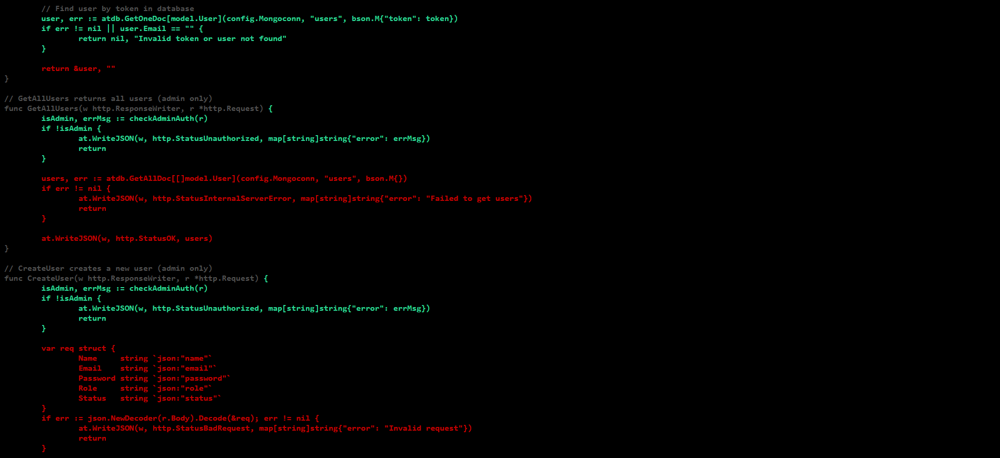 // Find user by token in database
user, err := atdb.GetOneDoc[model.User](config.Mongoconn, "users", bson.M{"token": token})
if err != nil || user.Email == "" {
return nil, "Invalid token or user not found"
}
return &user, ""
}
// GetAllUsers returns all users (admin only)
func GetAllUsers(w http.ResponseWriter, r *http.Request) {
isAdmin, errMsg := checkAdminAuth(r)
if !isAdmin {
at.WriteJSON(w, http.StatusUnauthorized, map[string]string{"error": errMsg})
return
}
users, err := atdb.GetAllDoc[[]model.User](config.Mongoconn, "users", bson.M{})
if err != nil {
at.WriteJSON(w, http.StatusInternalServerError, map[string]string{"error": "Failed to get users"})
return
}
at.WriteJSON(w, http.StatusOK, users)
}
// CreateUser creates a new user (admin only)
func CreateUser(w http.ResponseWriter, r *http.Request) {
isAdmin, errMsg := checkAdminAuth(r)
if !isAdmin {
at.WriteJSON(w, http.StatusUnauthorized, map[string]string{"error": errMsg})
return
}
var req struct {
Name     string `json:"name"`
Email    string `json:"email"`
Password string `json:"password"`
Role     string `json:"role"`
Status   string `json:"status"`
}
if err := json.NewDecoder(r.Body).Decode(&req); err != nil {
at.WriteJSON(w, http.StatusBadRequest, map[string]string{"error": "Invalid request"})
return
}